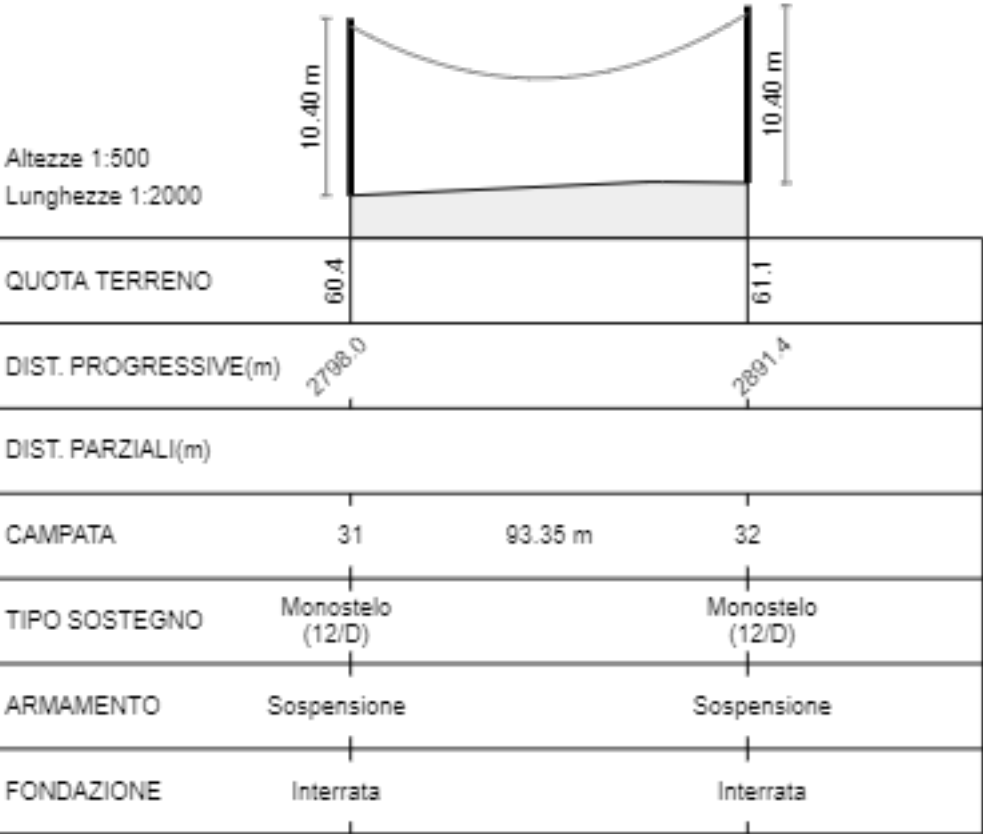 10.40 m
10.40 m
Altezze 1:500
Lunghezze 1:2000
QUOTA TERRENO
60.4
61.1
DIST. PROGRESSIVE(m)
2798.0
2891.4
DIST. PARZIALI(m)
CAMPATA
31
93.35 m
32
TIPO SOSTEGNO
Monostelo
(12/D)
Monostelo
(12/D)
ARMAMENTO
Sospensione
Sospensione
FONDAZIONE
Interrata
Interrata